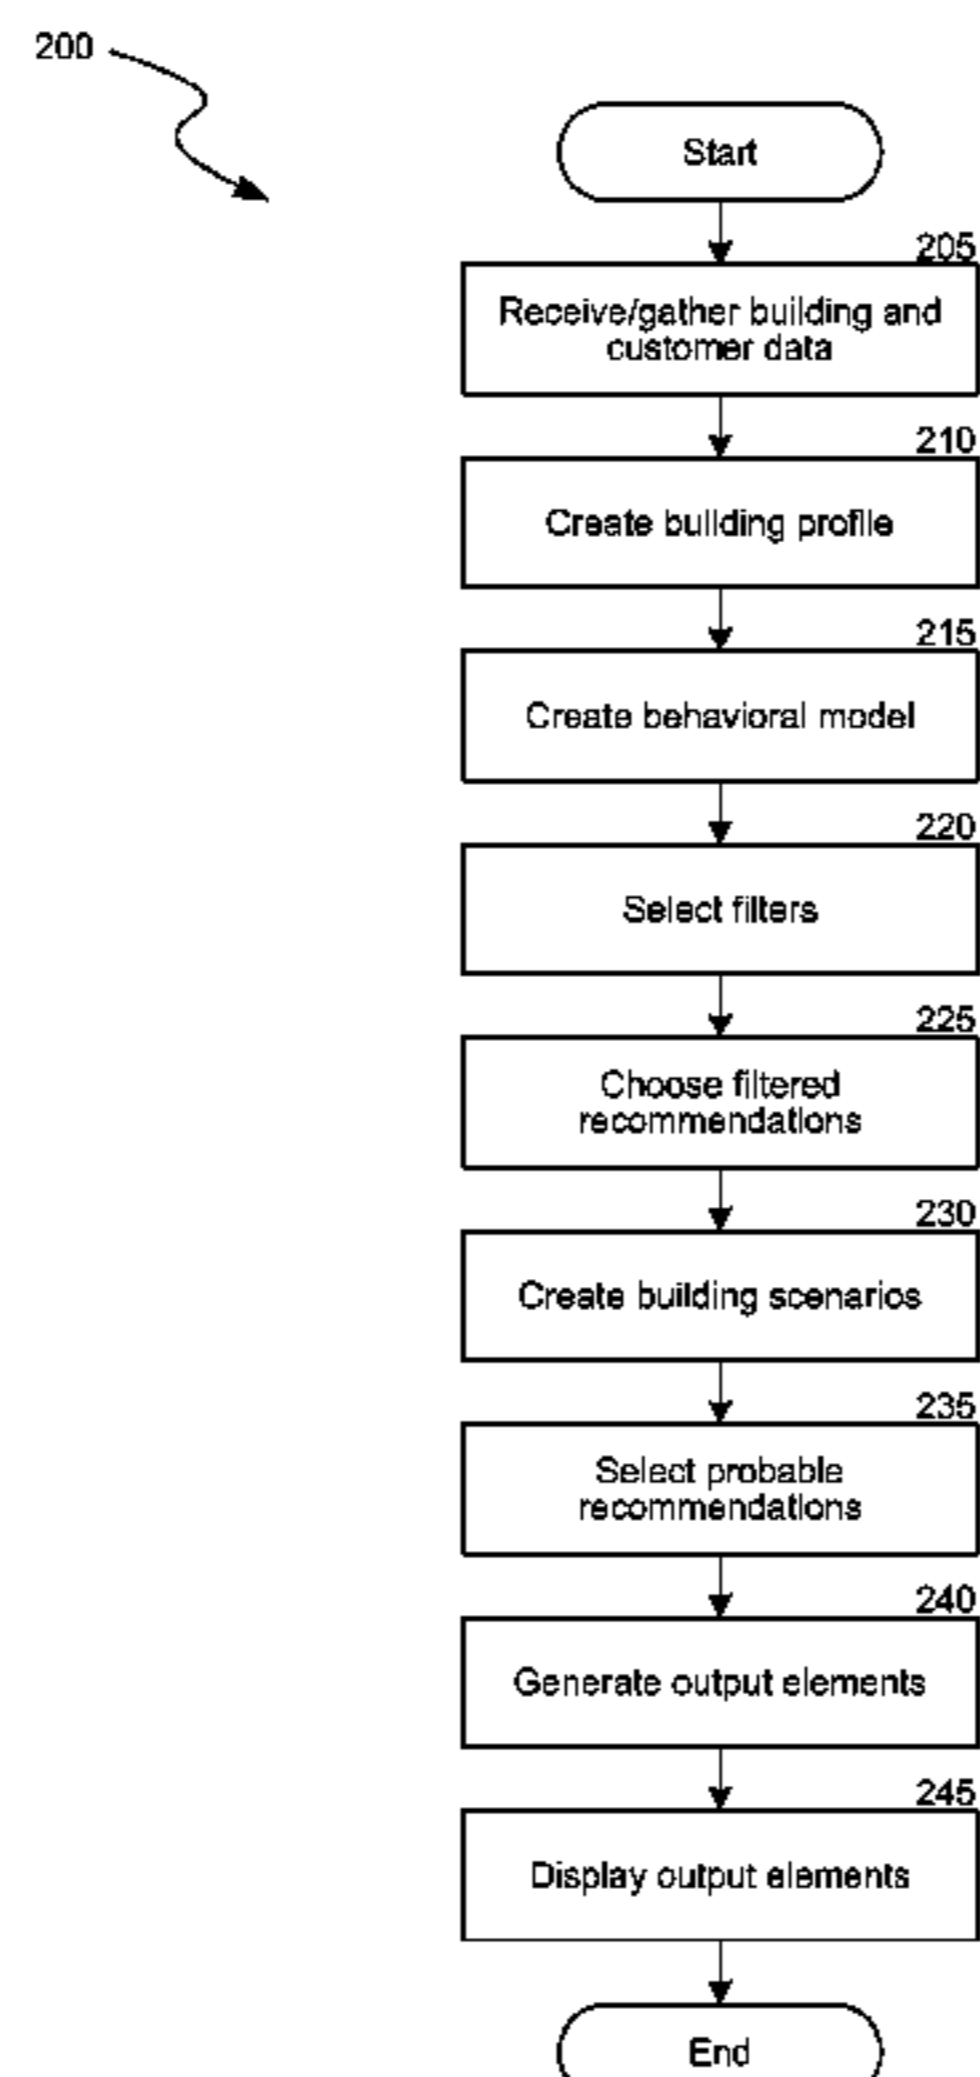 200
Start
205
Receive/gather building and
customer data
210
Create building profile
215
Create behavioral model
220
Select filters
225
Choose filtered
recommendations
230
Create building scenarios
235
Select probable
recommendations
240
Generate output elements
245
Display output elements
End